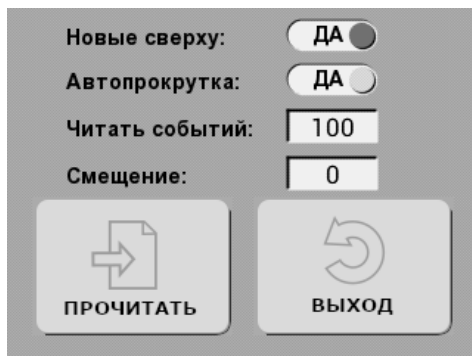 Новые сверху: ДА
Автопрокрутка: ДА
Читать событий: 100
Смещение: 0
ПРОЧИТАТЬ ВЫХОД